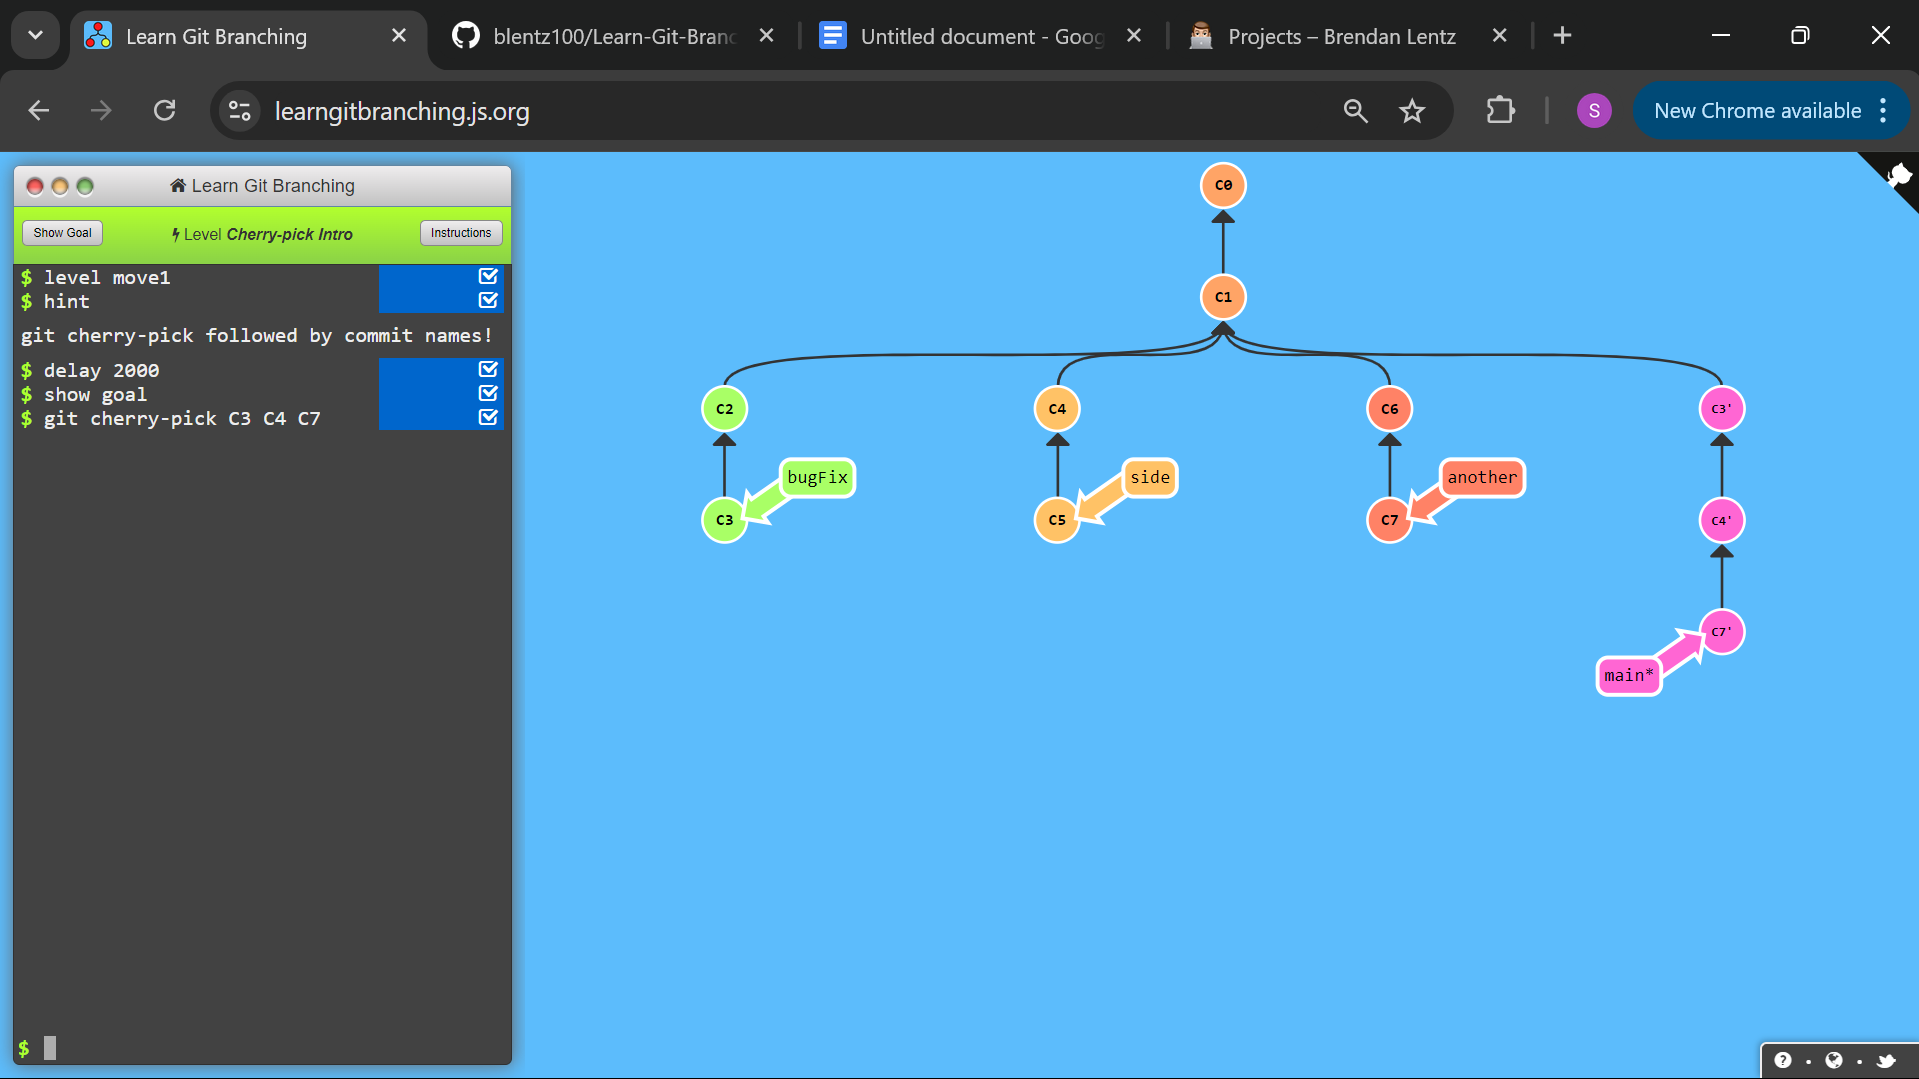 Learn Git Branching
blentz100/Learn-Git-Branc
Untitled document - Goog
Projects – Brendan Lentz
learngitbranching.js.org
S
New Chrome available
Learn Git Branching
Show Goal
Level Cherry-pick Intro
Instructions
$ level move1
$ hint
git cherry-pick followed by commit names!
$ delay 2000
$ show goal
$ git cherry-pick C3 C4 C7
$
C0
C1
C2
C4
C6
C3'
bugFix
side
another
C3
C5
C7
C4'
C7'
main*
?